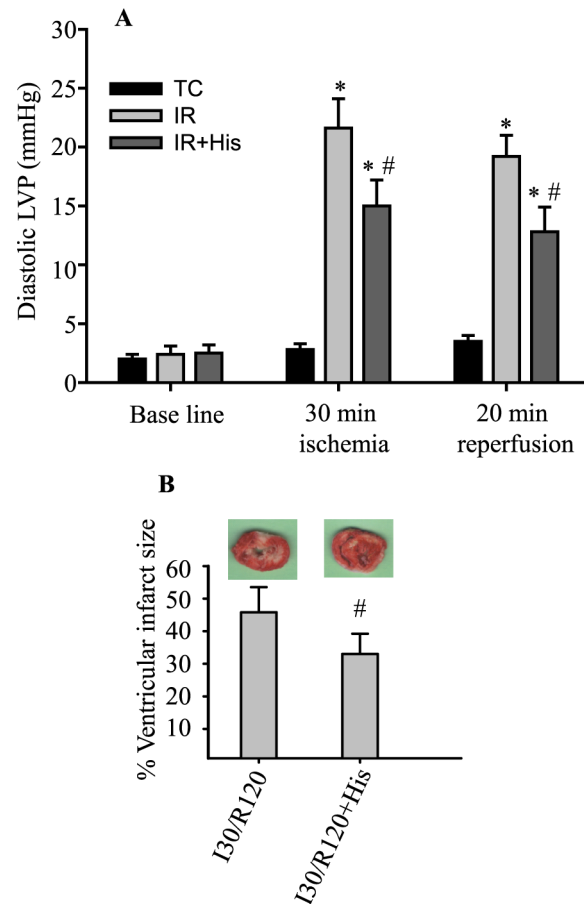 A
30
25
20
15
10
5
0
Diastolic LVP (mmHg)
TC
IR
IR+His
*
* #
*
* #
Base line
30 min
ischemia
20 min
reperfusion
B
60
50
40
30
20
10
% Ventricular infarct size
#
I30/R120
I30/R120+His